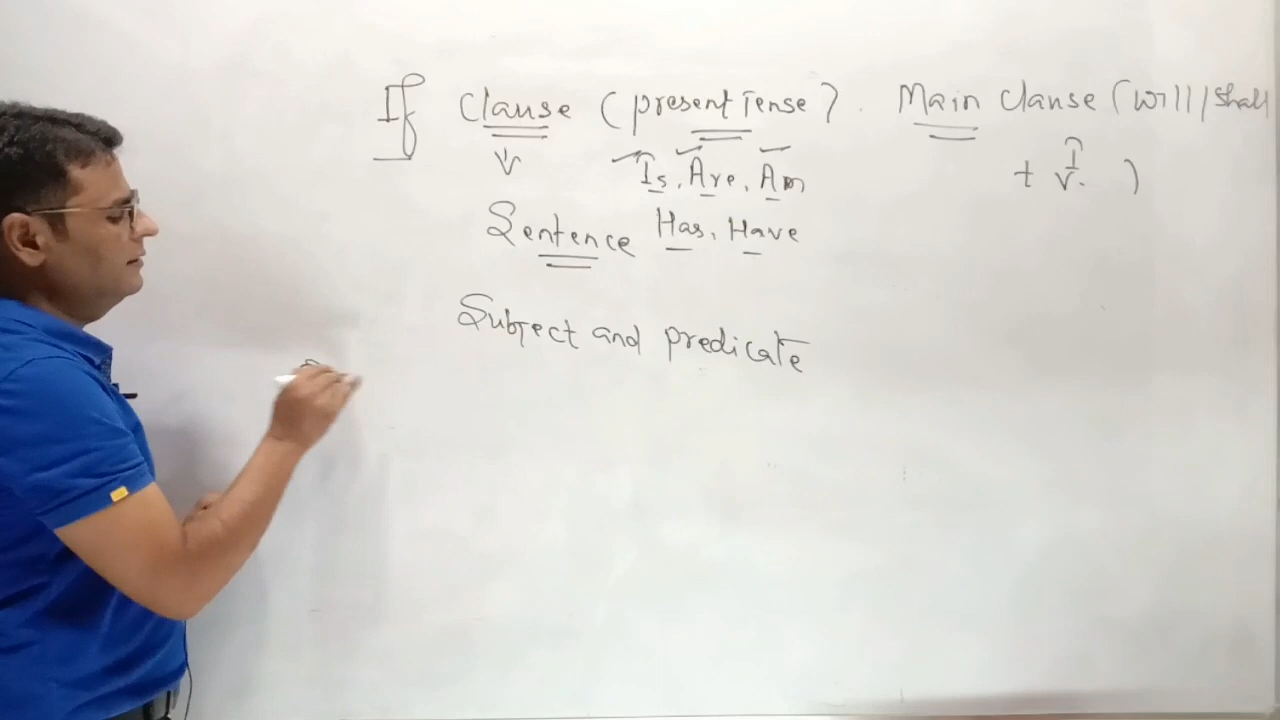 If Clause (present Tense). Main Clause (will/shall
Is, Are, Am + I V. )
Sentence Has, Have
Subject and predicate